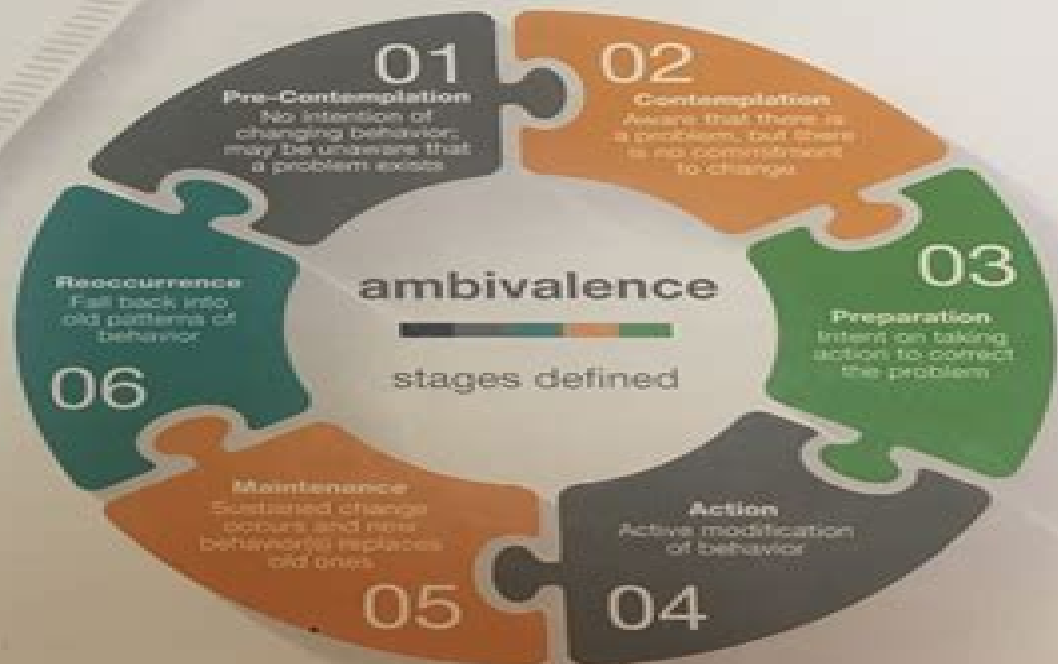 01
Pre-Contemplation
No intention of
changing behavior;
may be unaware that
a problem exists
02
Contemplation
Aware that there is
a problem, but there
is no commitment
to change
03
Preparation
Intent on taking
action to correct
the problem
Action
Active modification
of behavior
04
Maintenance
Sustained change
occurs and new
behavior(s) replaces
old ones
05
Reoccurrence
Fall back into
old patterns of
behavior
06
ambivalence
stages defined